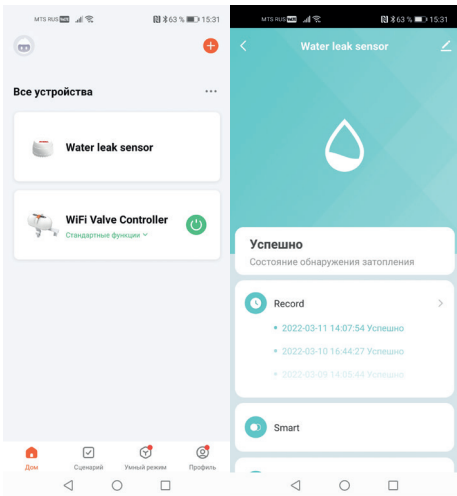 MTS RUS
63 % 15:31
Все устройства
Water leak sensor
WiFi Valve Controller
Стандартные функции
Дом
Сценарий
Умный режим
Профиль
MTS RUS
63 % 15:31
Water leak sensor
Успешно
Состояние обнаружения затопления
Record
2022-03-11 14:07:54 Успешно
2022-03-10 16:44:27 Успешно
2022-03-09 14:05:44 Успешно
Smart